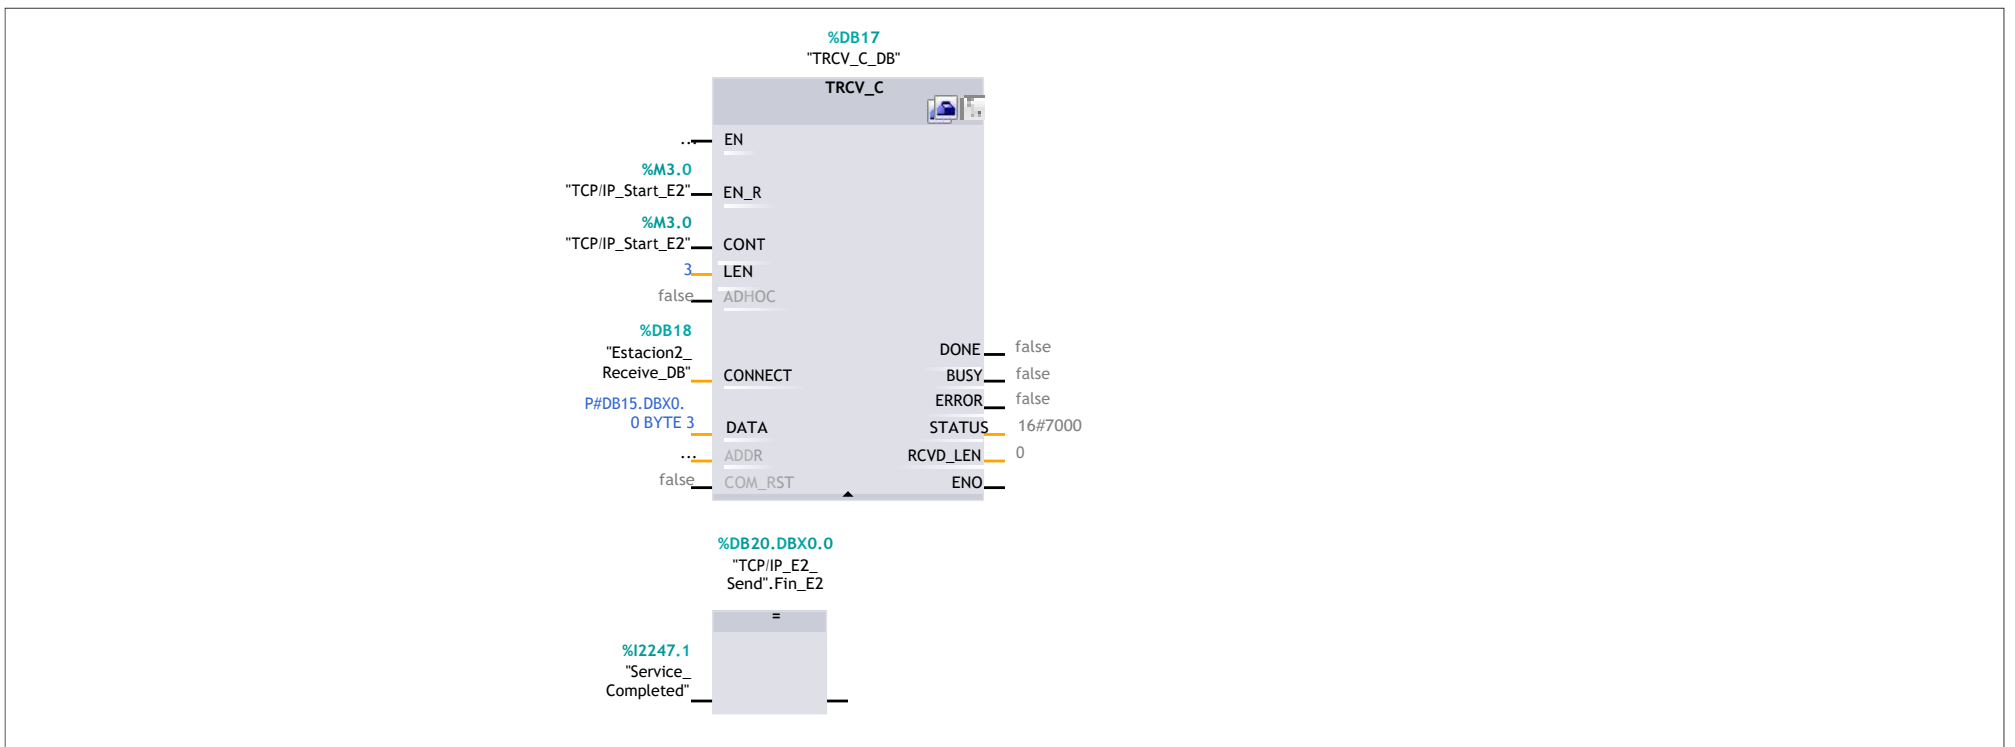 %DB17
"TRCV_C_DB"
TRCV_C
... EN
%M3.0
"TCP/IP_Start_E2" EN_R
%M3.0
"TCP/IP_Start_E2" CONT
3 LEN
false ADHOC
%DB18
"Estacion2_
Receive_DB" CONNECT
P#DB15.DBX0.
0 BYTE 3 DATA
... ADDR
false COM_RST
DONE false
BUSY false
ERROR false
STATUS 16#7000
RCVD_LEN 0
ENO
%DB20.DBX0.0
"TCP/IP_E2_
Send".Fin_E2
=
%I2247.1
"Service_
Completed"